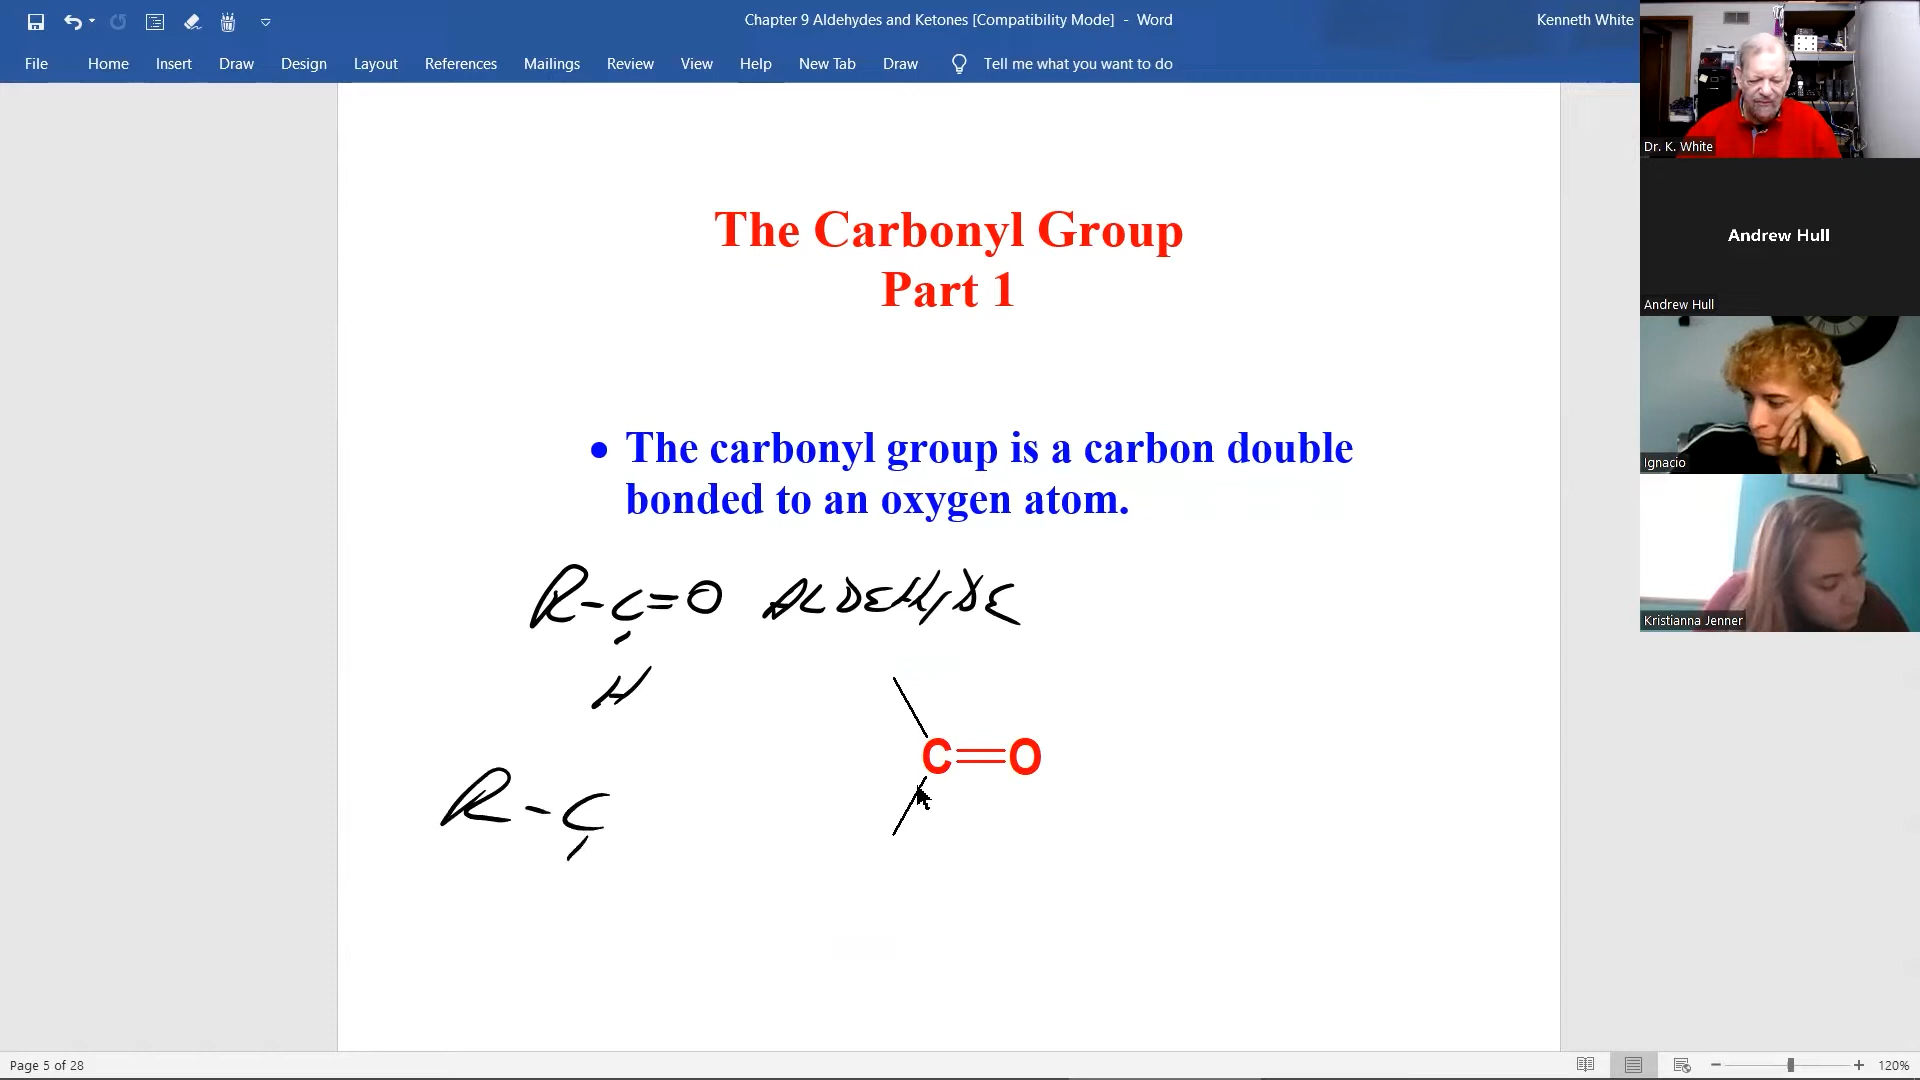 Chapter 9 Aldehydes and Ketones [Compatibility Mode] - Word
Kenneth White
File Home Insert Draw Design Layout References Mailings Review View Help New Tab Draw Tell me what you want to do
The Carbonyl Group
Part 1
• The carbonyl group is a carbon double
bonded to an oxygen atom.
R-C=O ALDEHYDE
H
C=O
R-C
Dr. K. White
Andrew Hull
Andrew Hull
Ignacio
Kristianna Jenner
Page 5 of 28
120%